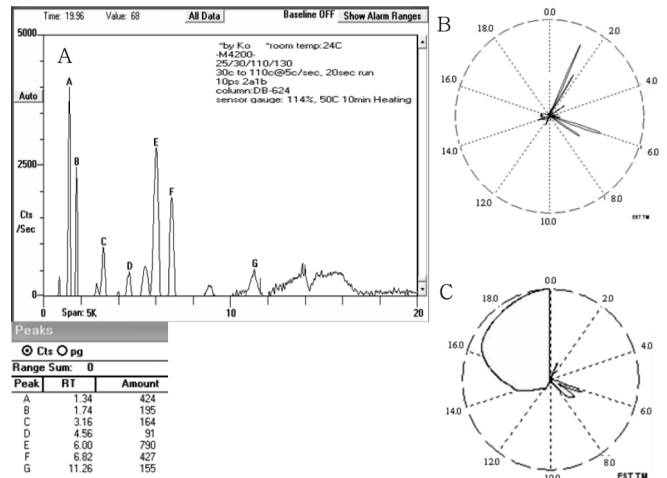 Time: 19.96 Value: 68 All Data Baseline OFF Show Alarm Ranges
5000
Auto
2500
Cts
/Sec
0
A
A
B
C
D
E
F
G
"by Ko "room temp:24C
-M4200-
25/30/110/130
30c to 110c@5c/sec, 20sec run
10ps 2a1b
column:DB-624
sensor gauge: 114%, 50C 10min Heating
0 Span: 5K 10 20
Peaks
Cts pg
Range Sum: 0
Peak RT Amount
A 1.34 424
B 1.74 195
C 3.16 164
D 4.56 91
E 6.00 790
F 6.82 427
G 11.26 155
B
0.0
18.0 2.0
16.0 4.0
14.0 6.0
12.0 8.0
10.0
EST TM
C
0.0
18.0 2.0
16.0 4.0
14.0 6.0
12.0 8.0
10.0
EST TM